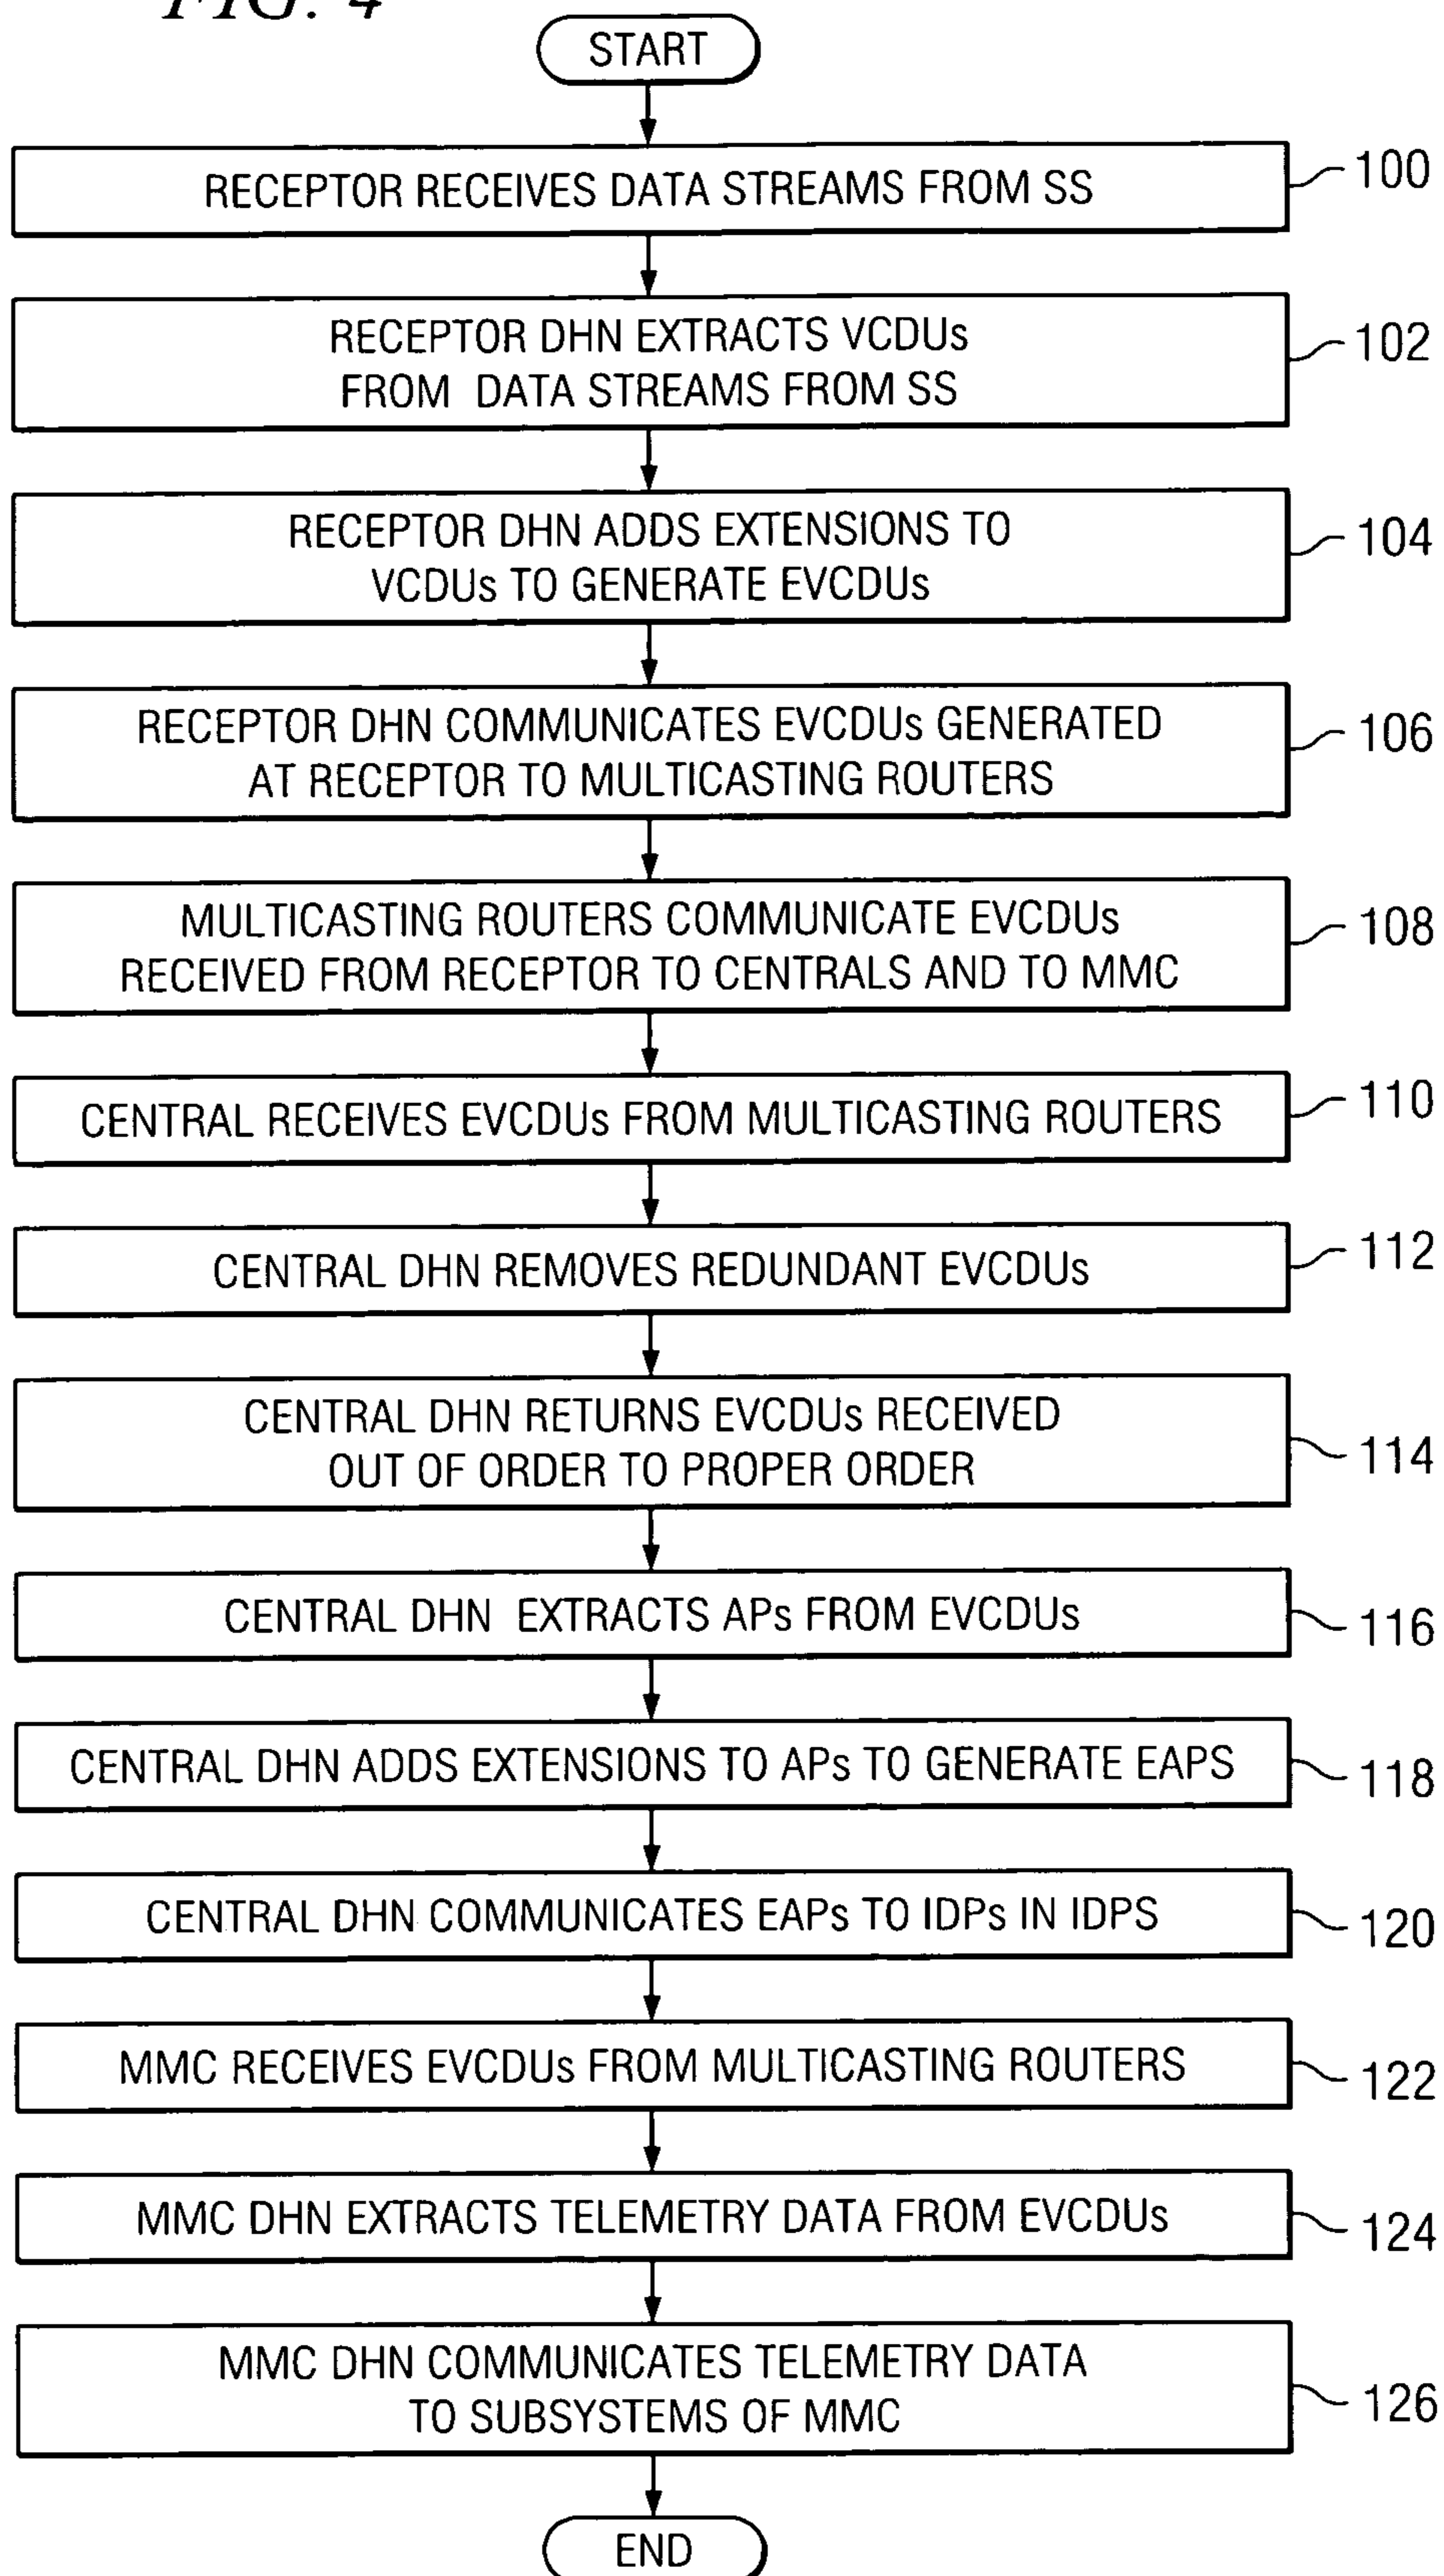 FIG. 4
START
RECEPTOR RECEIVES DATA STREAMS FROM SS
100
RECEPTOR DHN EXTRACTS VCDUs
FROM DATA STREAMS FROM SS
102
RECEPTOR DHN ADDS EXTENSIONS TO
VCDUs TO GENERATE EVCDUs
104
RECEPTOR DHN COMMUNICATES EVCDUs GENERATED
AT RECEPTOR TO MULTICASTING ROUTERS
106
MULTICASTING ROUTERS COMMUNICATE EVCDUs
RECEIVED FROM RECEPTOR TO CENTRALS AND TO MMC
108
CENTRAL RECEIVES EVCDUs FROM MULTICASTING ROUTERS
110
CENTRAL DHN REMOVES REDUNDANT EVCDUs
112
CENTRAL DHN RETURNS EVCDUs RECEIVED
OUT OF ORDER TO PROPER ORDER
114
CENTRAL DHN EXTRACTS APs FROM EVCDUs
116
CENTRAL DHN ADDS EXTENSIONS TO APs TO GENERATE EAPS
118
CENTRAL DHN COMMUNICATES EAPs TO IDPs IN IDPS
120
MMC RECEIVES EVCDUs FROM MULTICASTING ROUTERS
122
MMC DHN EXTRACTS TELEMETRY DATA FROM EVCDUs
124
MMC DHN COMMUNICATES TELEMETRY DATA
TO SUBSYSTEMS OF MMC
126
END